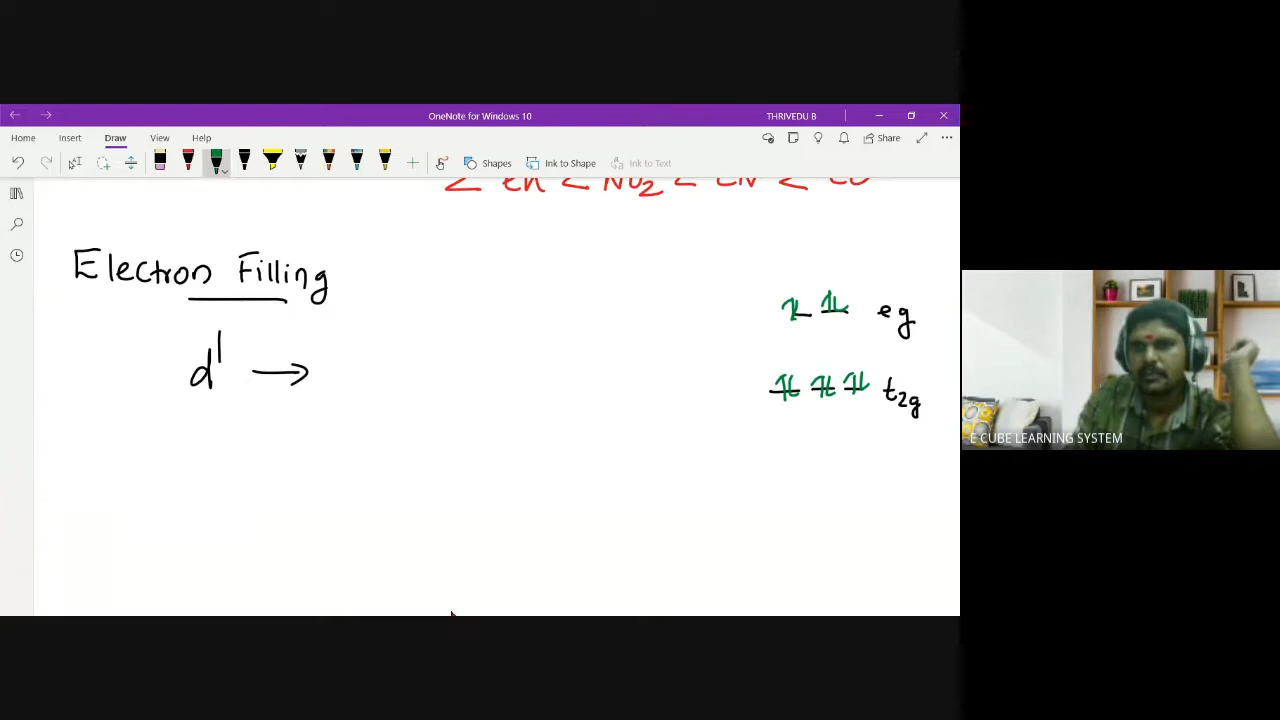 OneNote for Windows 10
THRIVEDU B
Home Insert Draw View Help
Share
Shapes Ink to Shape Ink to Text
< en < NO2 < CN < CO
Electron Filling
eg
d1 →
t2g
E CUBE LEARNING SYSTEM